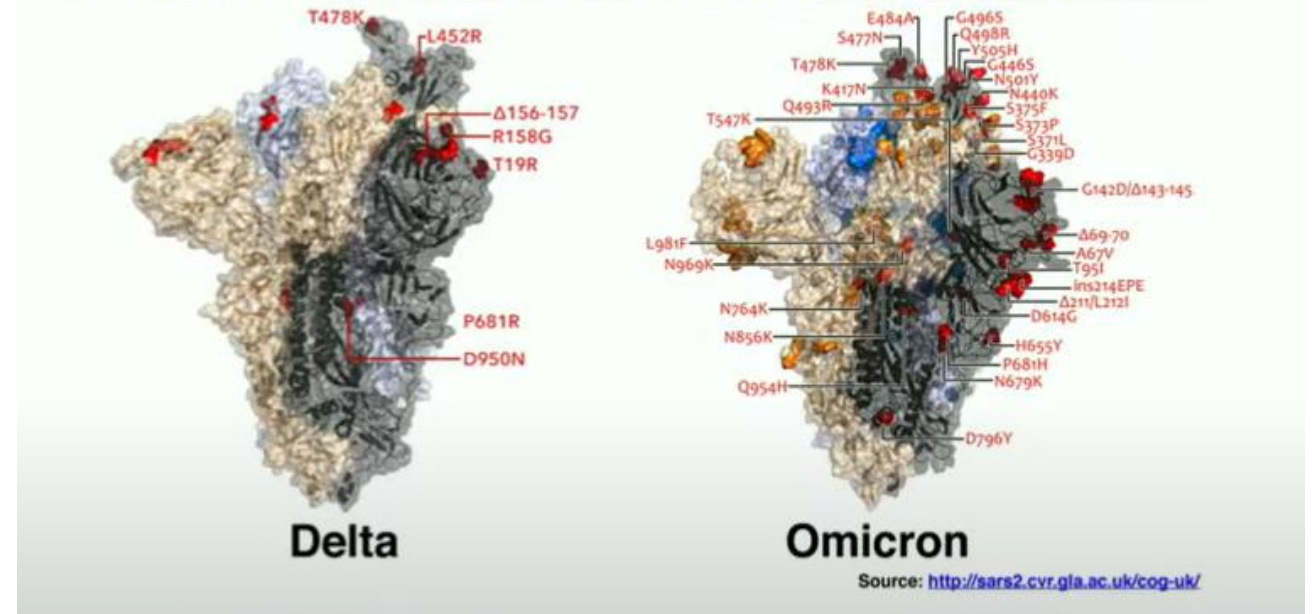 T478K
L452R
Δ156-157
R158G
T19R
P681R
D950N
Delta
E484A
G496S
S477N
Q498R
Y505H
T478K
G446S
N501Y
K417N
N440K
Q493R
S375F
T547K
S373P
S371L
G339D
G142D/Δ143-145
Δ69-70
L981F
A67V
N969K
T95I
ins214EPE
Δ211/L212I
N764K
D614G
N856K
H655Y
P681H
N679K
Q954H
D796Y
Omicron
Source: http://sars2.cvr.gla.ac.uk/cog-uk/